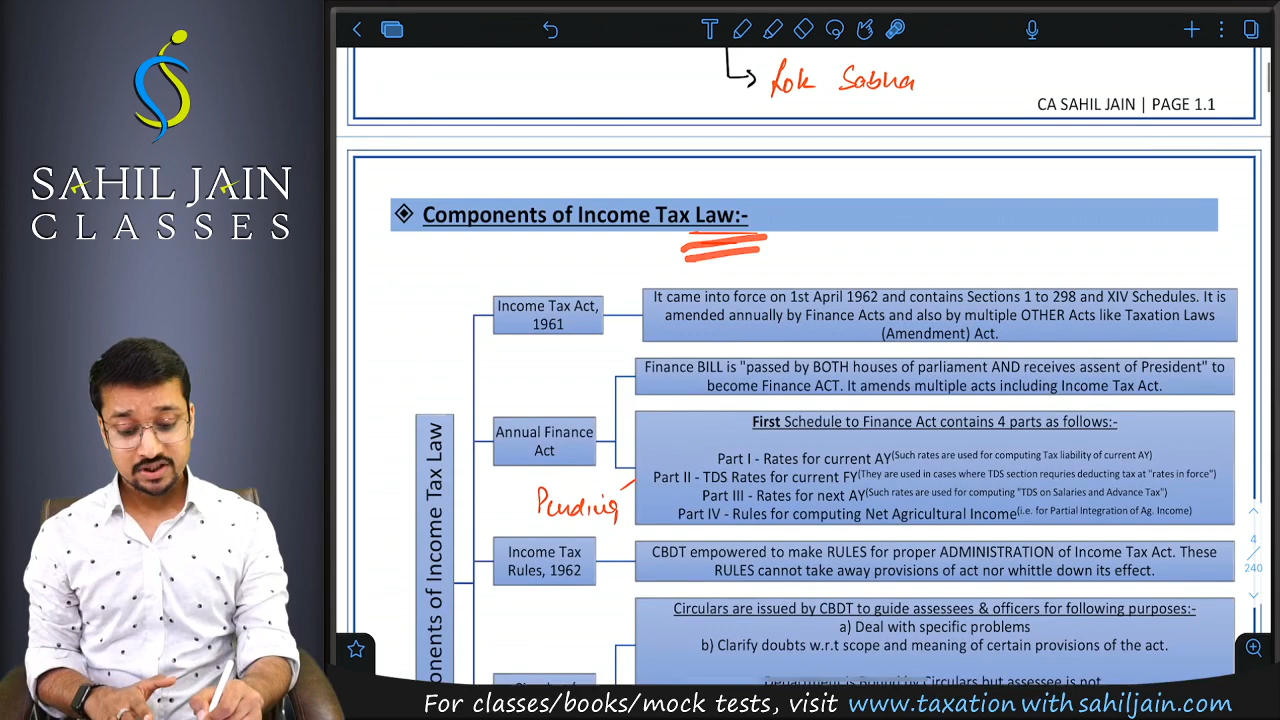 SAHIL JAIN
CLASSES
Lok Sabha
CA SAHIL JAIN | PAGE 1.1
Components of Income Tax Law:-
Components of Income Tax Law
Income Tax Act,
1961
It came into force on 1st April 1962 and contains Sections 1 to 298 and XIV Schedules. It is
amended annually by Finance Acts and also by multiple OTHER Acts like Taxation Laws
(Amendment) Act.
Annual Finance
Act
Finance BILL is "passed by BOTH houses of parliament AND receives assent of President" to
become Finance ACT. It amends multiple acts including Income Tax Act.
First Schedule to Finance Act contains 4 parts as follows:-
Part I - Rates for current AY(Such rates are used for computing Tax liability of current AY)
Part II - TDS Rates for current FY(They are used in cases where TDS section requries deducting tax at "rates in force")
Part III - Rates for next AY(Such rates are used for computing "TDS on Salaries and Advance Tax")
Part IV - Rules for computing Net Agricultural Income(i.e. for Partial Integration of Ag. Income)
Pending
Income Tax
Rules, 1962
CBDT empowered to make RULES for proper ADMINISTRATION of Income Tax Act. These
RULES cannot take away provisions of act nor whittle down its effect.
Circulars are issued by CBDT to guide assessees & officers for following purposes:-
a) Deal with specific problems
b) Clarify doubts w.r.t scope and meaning of certain provisions of the act.
Department is Bound by Circulars but assessee is not
4
/
240
For classes/books/mock tests, visit www.taxationwithsahiljain.com